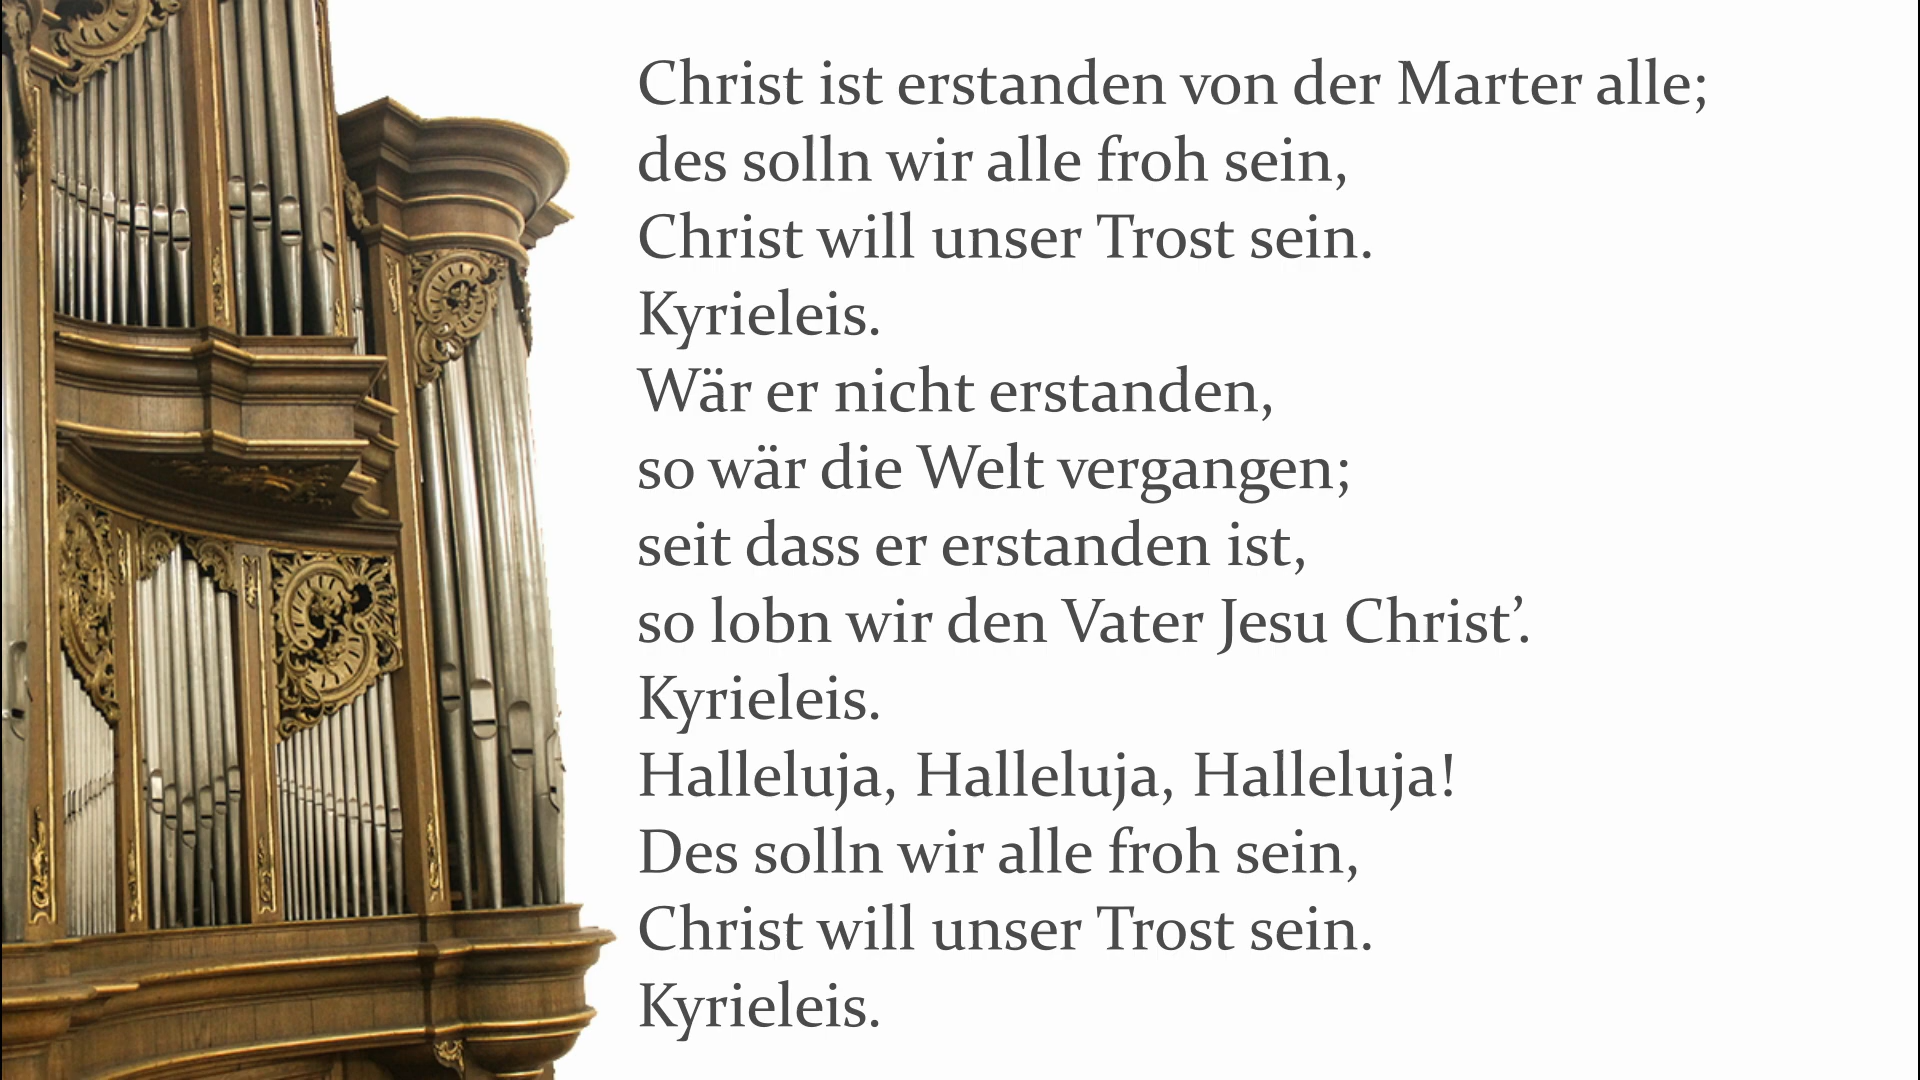 Christ ist erstanden von der Marter alle;
des solln wir alle froh sein,
Christ will unser Trost sein.
Kyrieleis.
Wär er nicht erstanden,
so wär die Welt vergangen;
seit dass er erstanden ist,
so lobn wir den Vater Jesu Christ’.
Kyrieleis.
Halleluja, Halleluja, Halleluja!
Des solln wir alle froh sein,
Christ will unser Trost sein.
Kyrieleis.